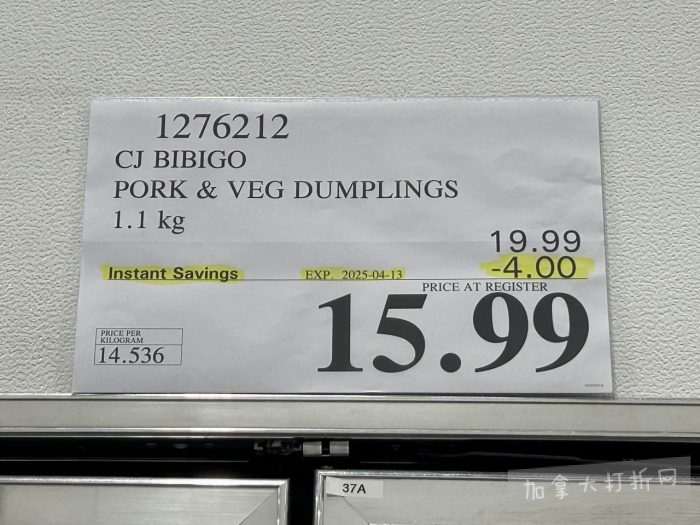 1276212
CJ BIBIGO
PORK & VEG DUMPLINGS
1.1 kg
19.99
Instant Savings EXP. 2025-04-13 -4.00
PRICE AT REGISTER
15.99
PRICE PER
KILOGRAM
14.536
37A
加拿大打折网